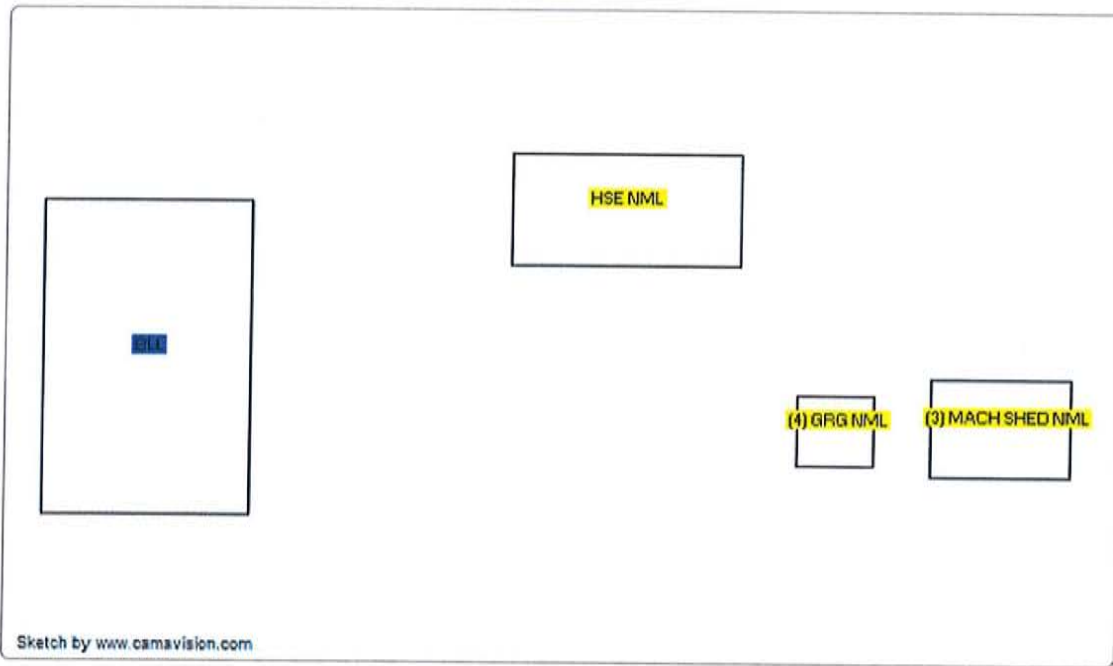 HSE NML
(4) GRG NML
(3) MACH SHED NML
Sketch by www.camavision.com